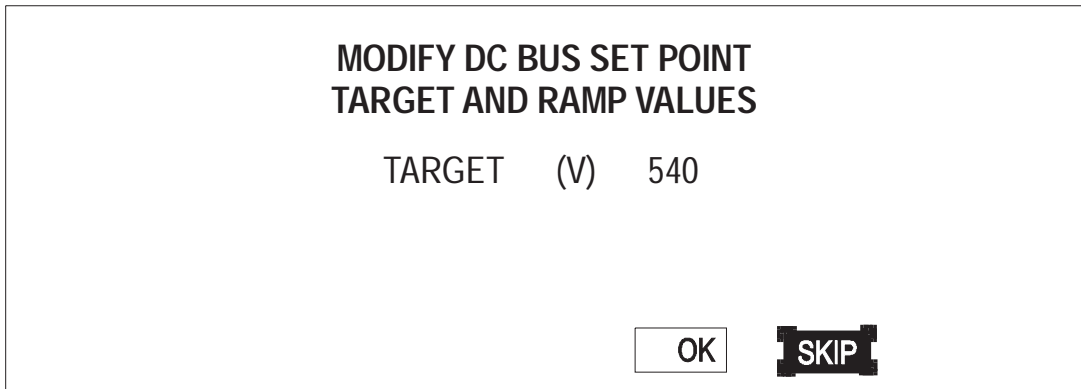 MODIFY DC BUS SET POINT
TARGET AND RAMP VALUES
TARGET (V) 540
OK SKIP